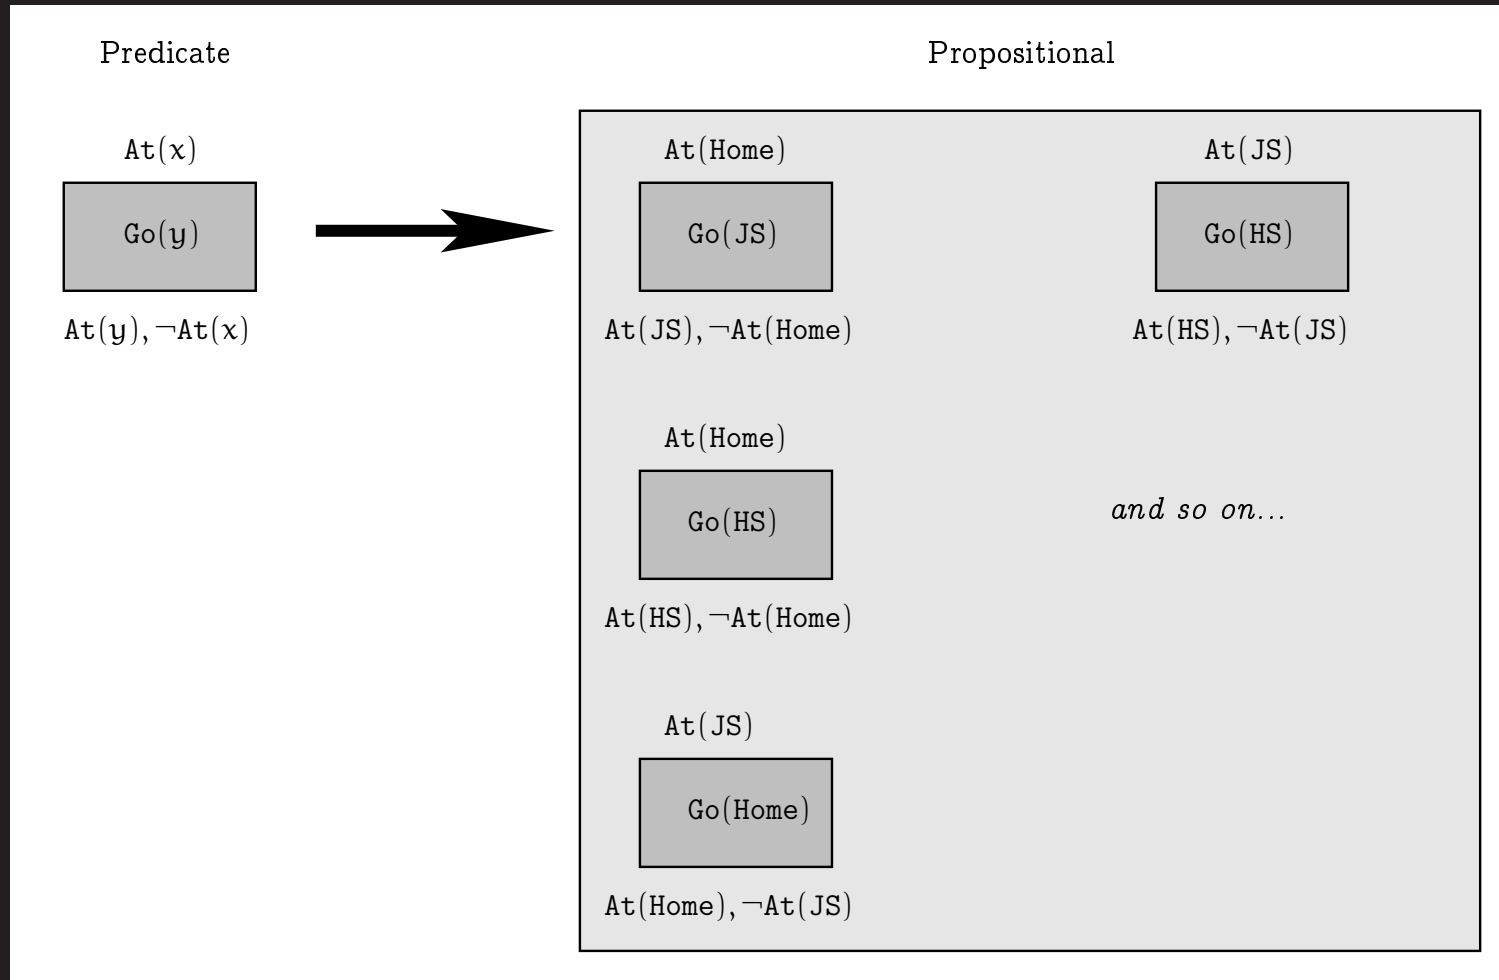 Predicate
Propositional
At(x)
Go(y)
At(y), ¬At(x)
At(Home)
Go(JS)
At(JS), ¬At(Home)
At(JS)
Go(HS)
At(HS), ¬At(JS)
At(Home)
Go(HS)
At(HS), ¬At(Home)
and so on...
At(JS)
Go(Home)
At(Home), ¬At(JS)